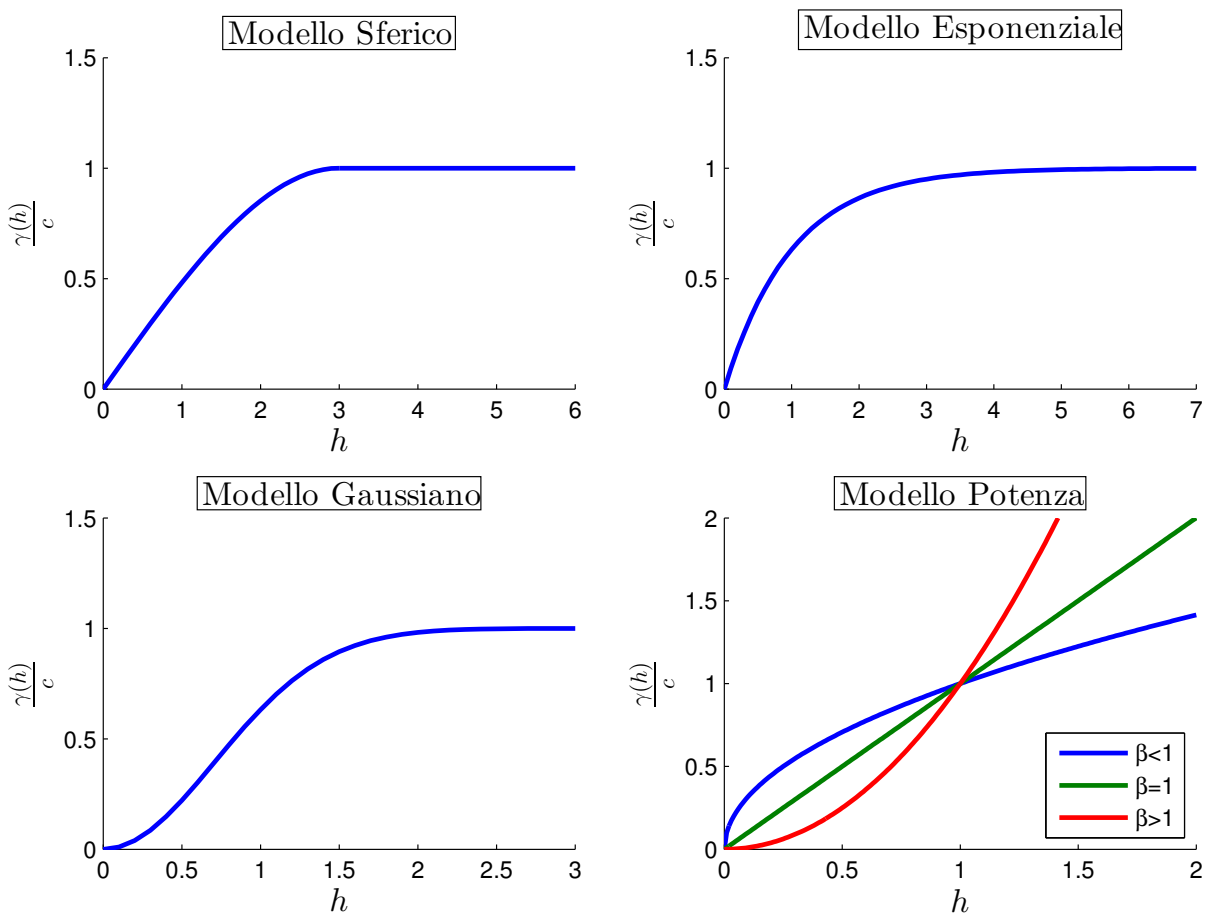 Modello Sferico
1.5
1
0.5
0
γ(h)
c
0 1 2 3 4 5 6
h
Modello Esponenziale
1.5
1
0.5
0
γ(h)
c
0 1 2 3 4 5 6 7
h
Modello Gaussiano
1.5
1
0.5
0
γ(h)
c
0 0.5 1 1.5 2 2.5 3
h
Modello Potenza
2
1.5
1
0.5
0
γ(h)
c
0 0.5 1 1.5 2
h
β<1
β=1
β>1